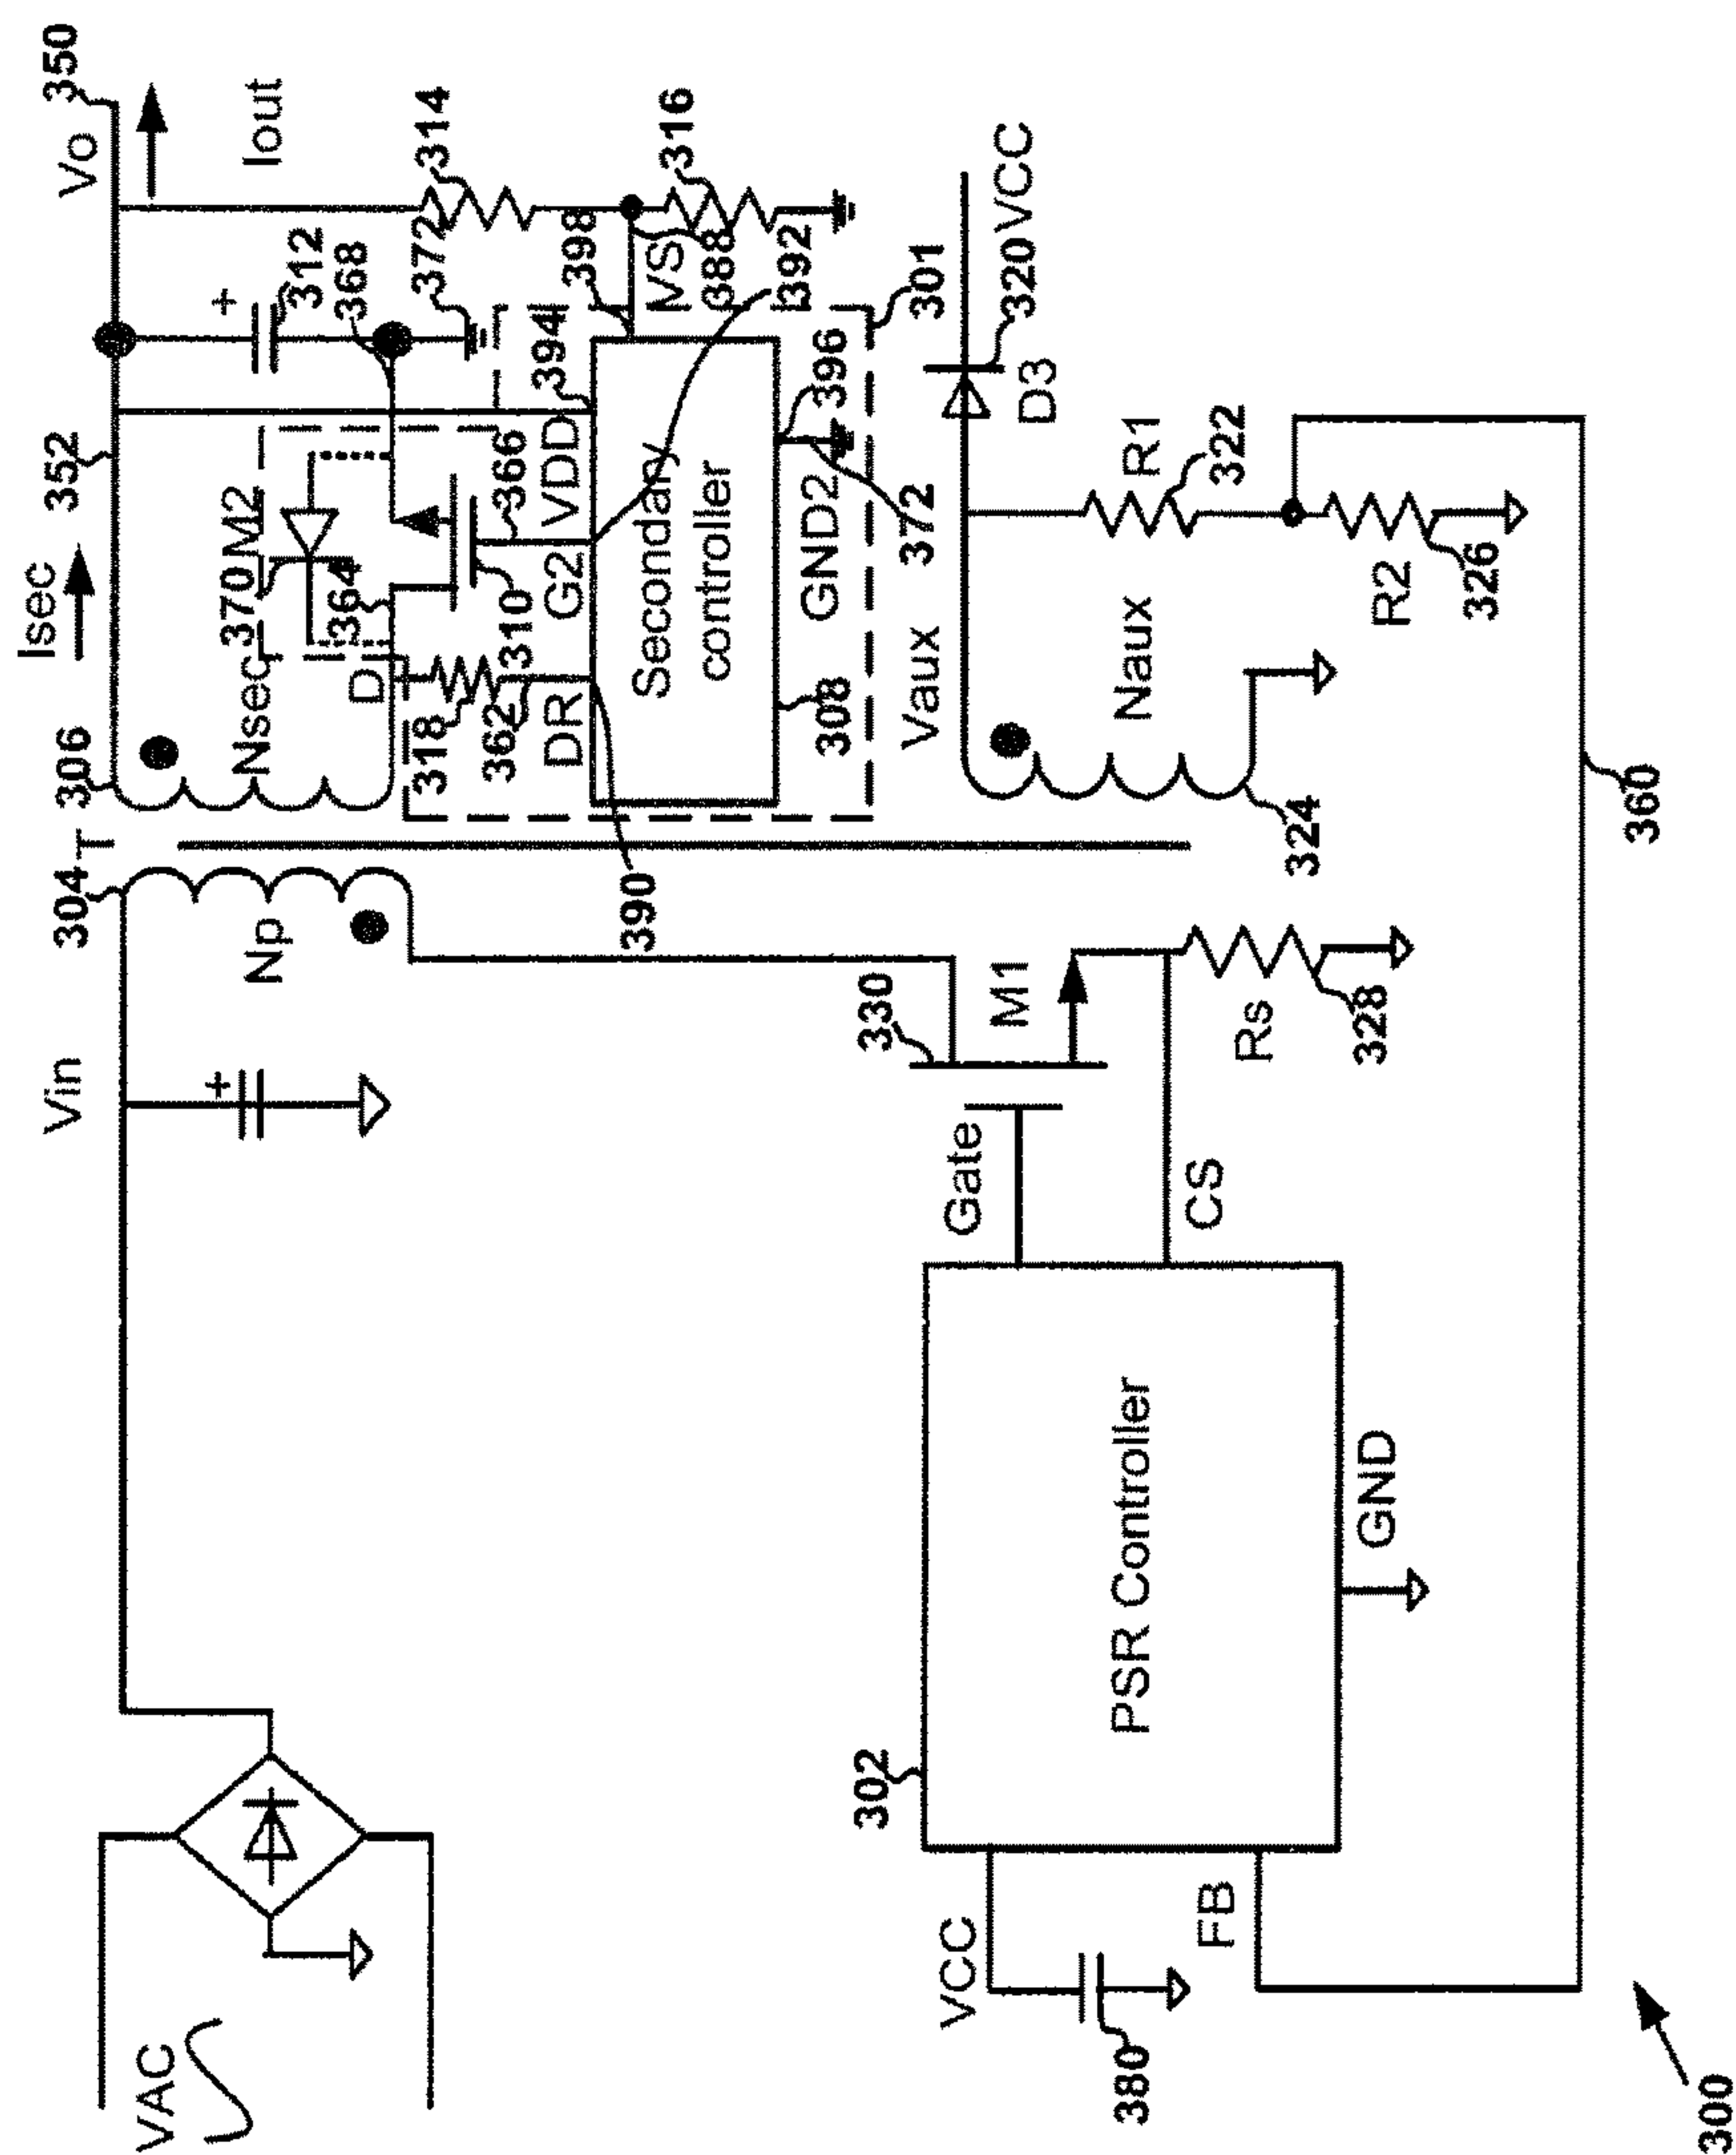 VAC
Vin
304
T
306
Isec
352
Vo
350
Np
Nsec
370
M2
364
D
368
+
312
372
Iout
314
+
318
362
DR
310
G2
366
VDD
394
398
VS
388
316
392
390
Secondary
controller
308
GND2
396
372
301
330
M1
Gate
Vaux
320
VCC
D3
302
PSR Controller
VCC
CS
Rs
328
Naux
324
R1
322
R2
326
380
FB
GND
360
300